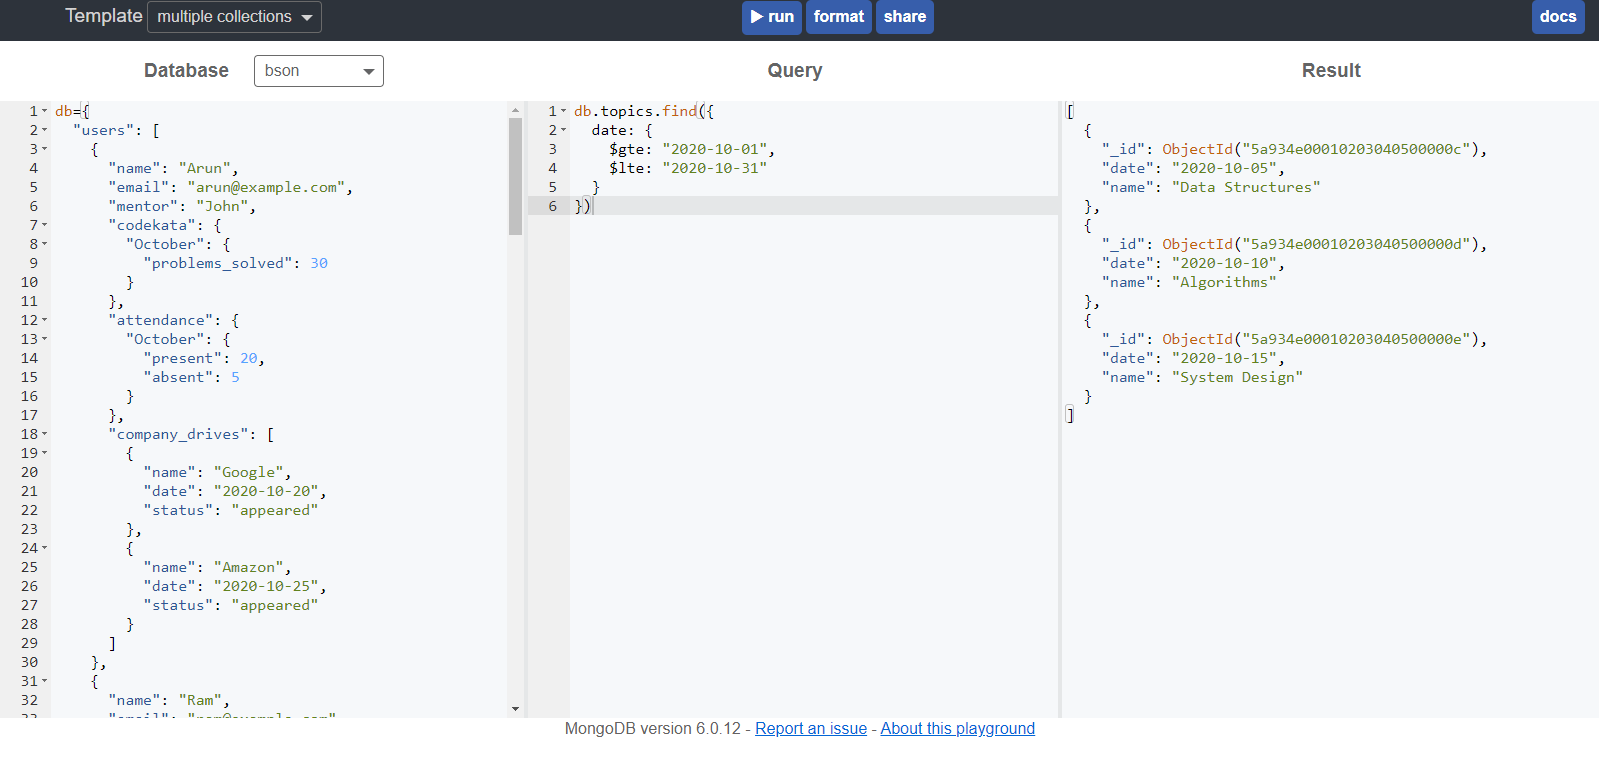 Template multiple collections run format share docs
Database bson Query Result
1 db={
2 "users": [
3 {
4 "name": "Arun",
5 "email": "arun@example.com",
6 "mentor": "John",
7 "codekata": {
8 "October": {
9 "problems_solved": 30
10 }
11 },
12 "attendance": {
13 "October": {
14 "present": 20,
15 "absent": 5
16 }
17 },
18 "company_drives": [
19 {
20 "name": "Google",
21 "date": "2020-10-20",
22 "status": "appeared"
23 },
24 {
25 "name": "Amazon",
26 "date": "2020-10-25",
27 "status": "appeared"
28 }
29 ]
30 },
31 {
32 "name": "Ram",
1 db.topics.find({
2 date: {
3 $gte: "2020-10-01",
4 $lte: "2020-10-31"
5 }
6 })
[
{
"_id": ObjectId("5a934e00010203040500000c"),
"date": "2020-10-05",
"name": "Data Structures"
},
{
"_id": ObjectId("5a934e00010203040500000d"),
"date": "2020-10-10",
"name": "Algorithms"
},
{
"_id": ObjectId("5a934e00010203040500000e"),
"date": "2020-10-15",
"name": "System Design"
}
]
MongoDB version 6.0.12 - Report an issue - About this playground